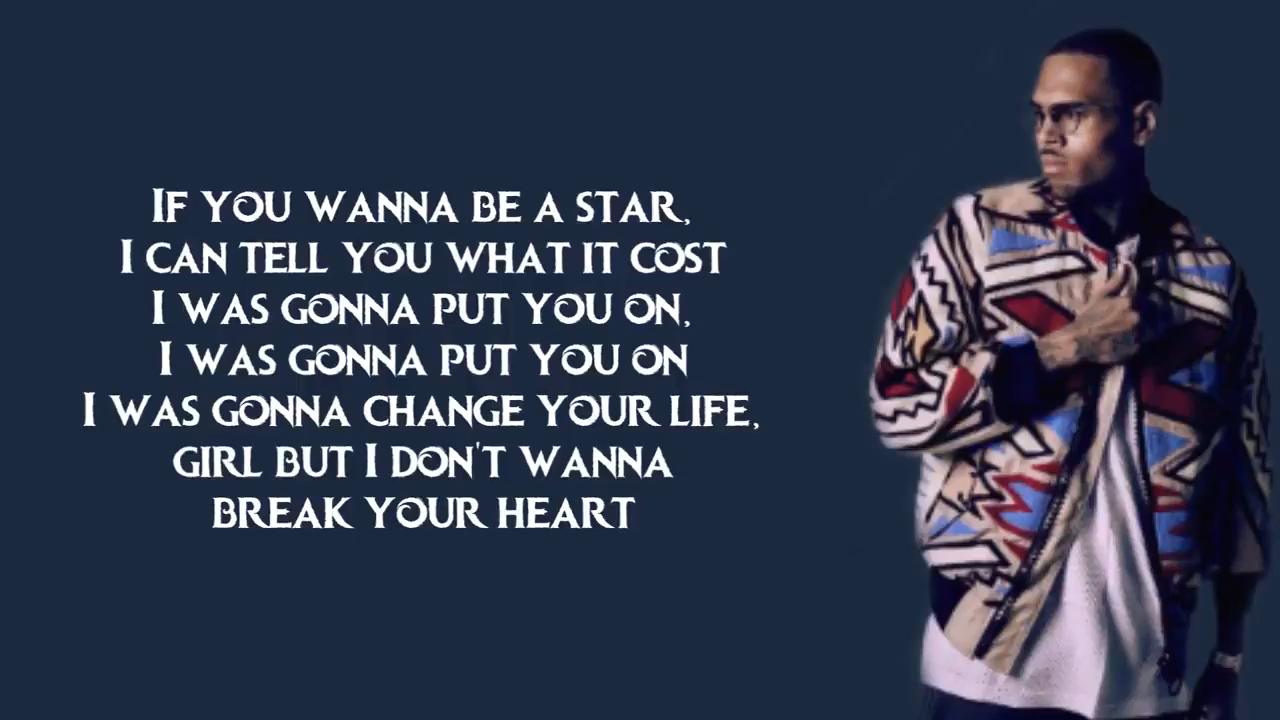 If you wanna be a star,
I can tell you what it cost
I was gonna put you on,
I was gonna put you on
I was gonna change your life,
girl but I don't wanna
break your heart